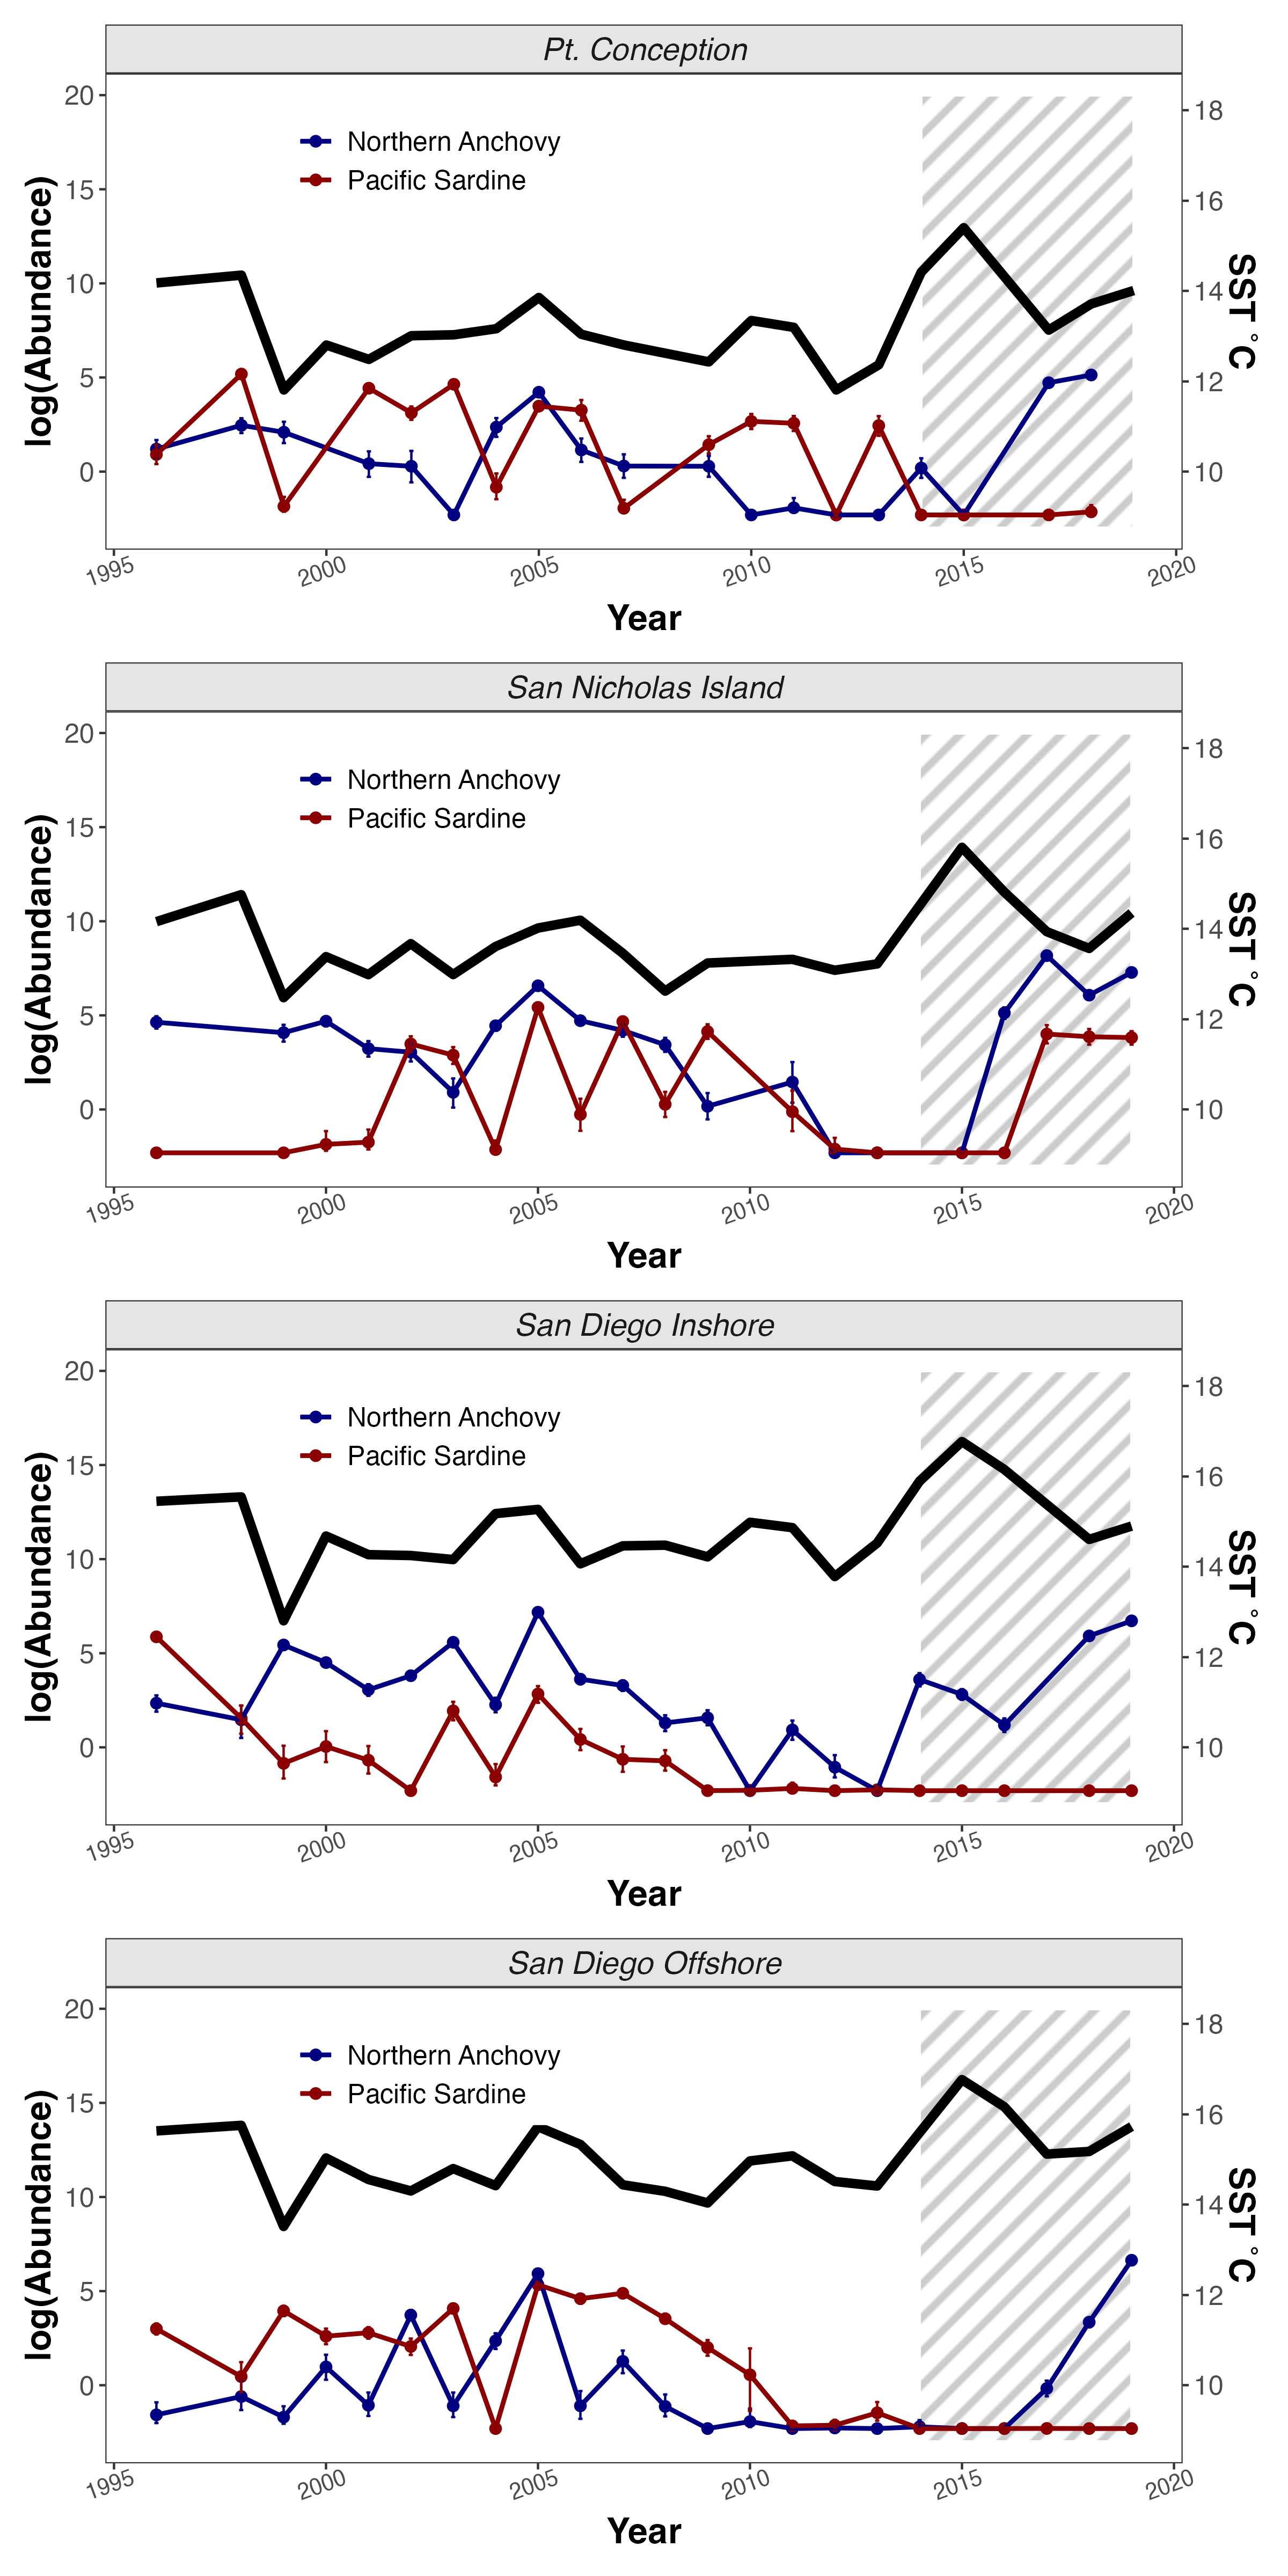 Pt. Conception
20
15
10
5
0
log(Abundance)
Northern Anchovy
Pacific Sardine
18
16
14
12
10
SST °C
1995
2000
2005
2010
2015
2020
Year
San Nicholas Island
20
15
10
5
0
log(Abundance)
Northern Anchovy
Pacific Sardine
18
16
14
12
10
SST °C
1995
2000
2005
2010
2015
2020
Year
San Diego Inshore
20
15
10
5
0
log(Abundance)
Northern Anchovy
Pacific Sardine
18
16
14
12
10
SST °C
1995
2000
2005
2010
2015
2020
Year
San Diego Offshore
20
15
10
5
0
log(Abundance)
Northern Anchovy
Pacific Sardine
18
16
14
12
10
SST °C
1995
2000
2005
2010
2015
2020
Year